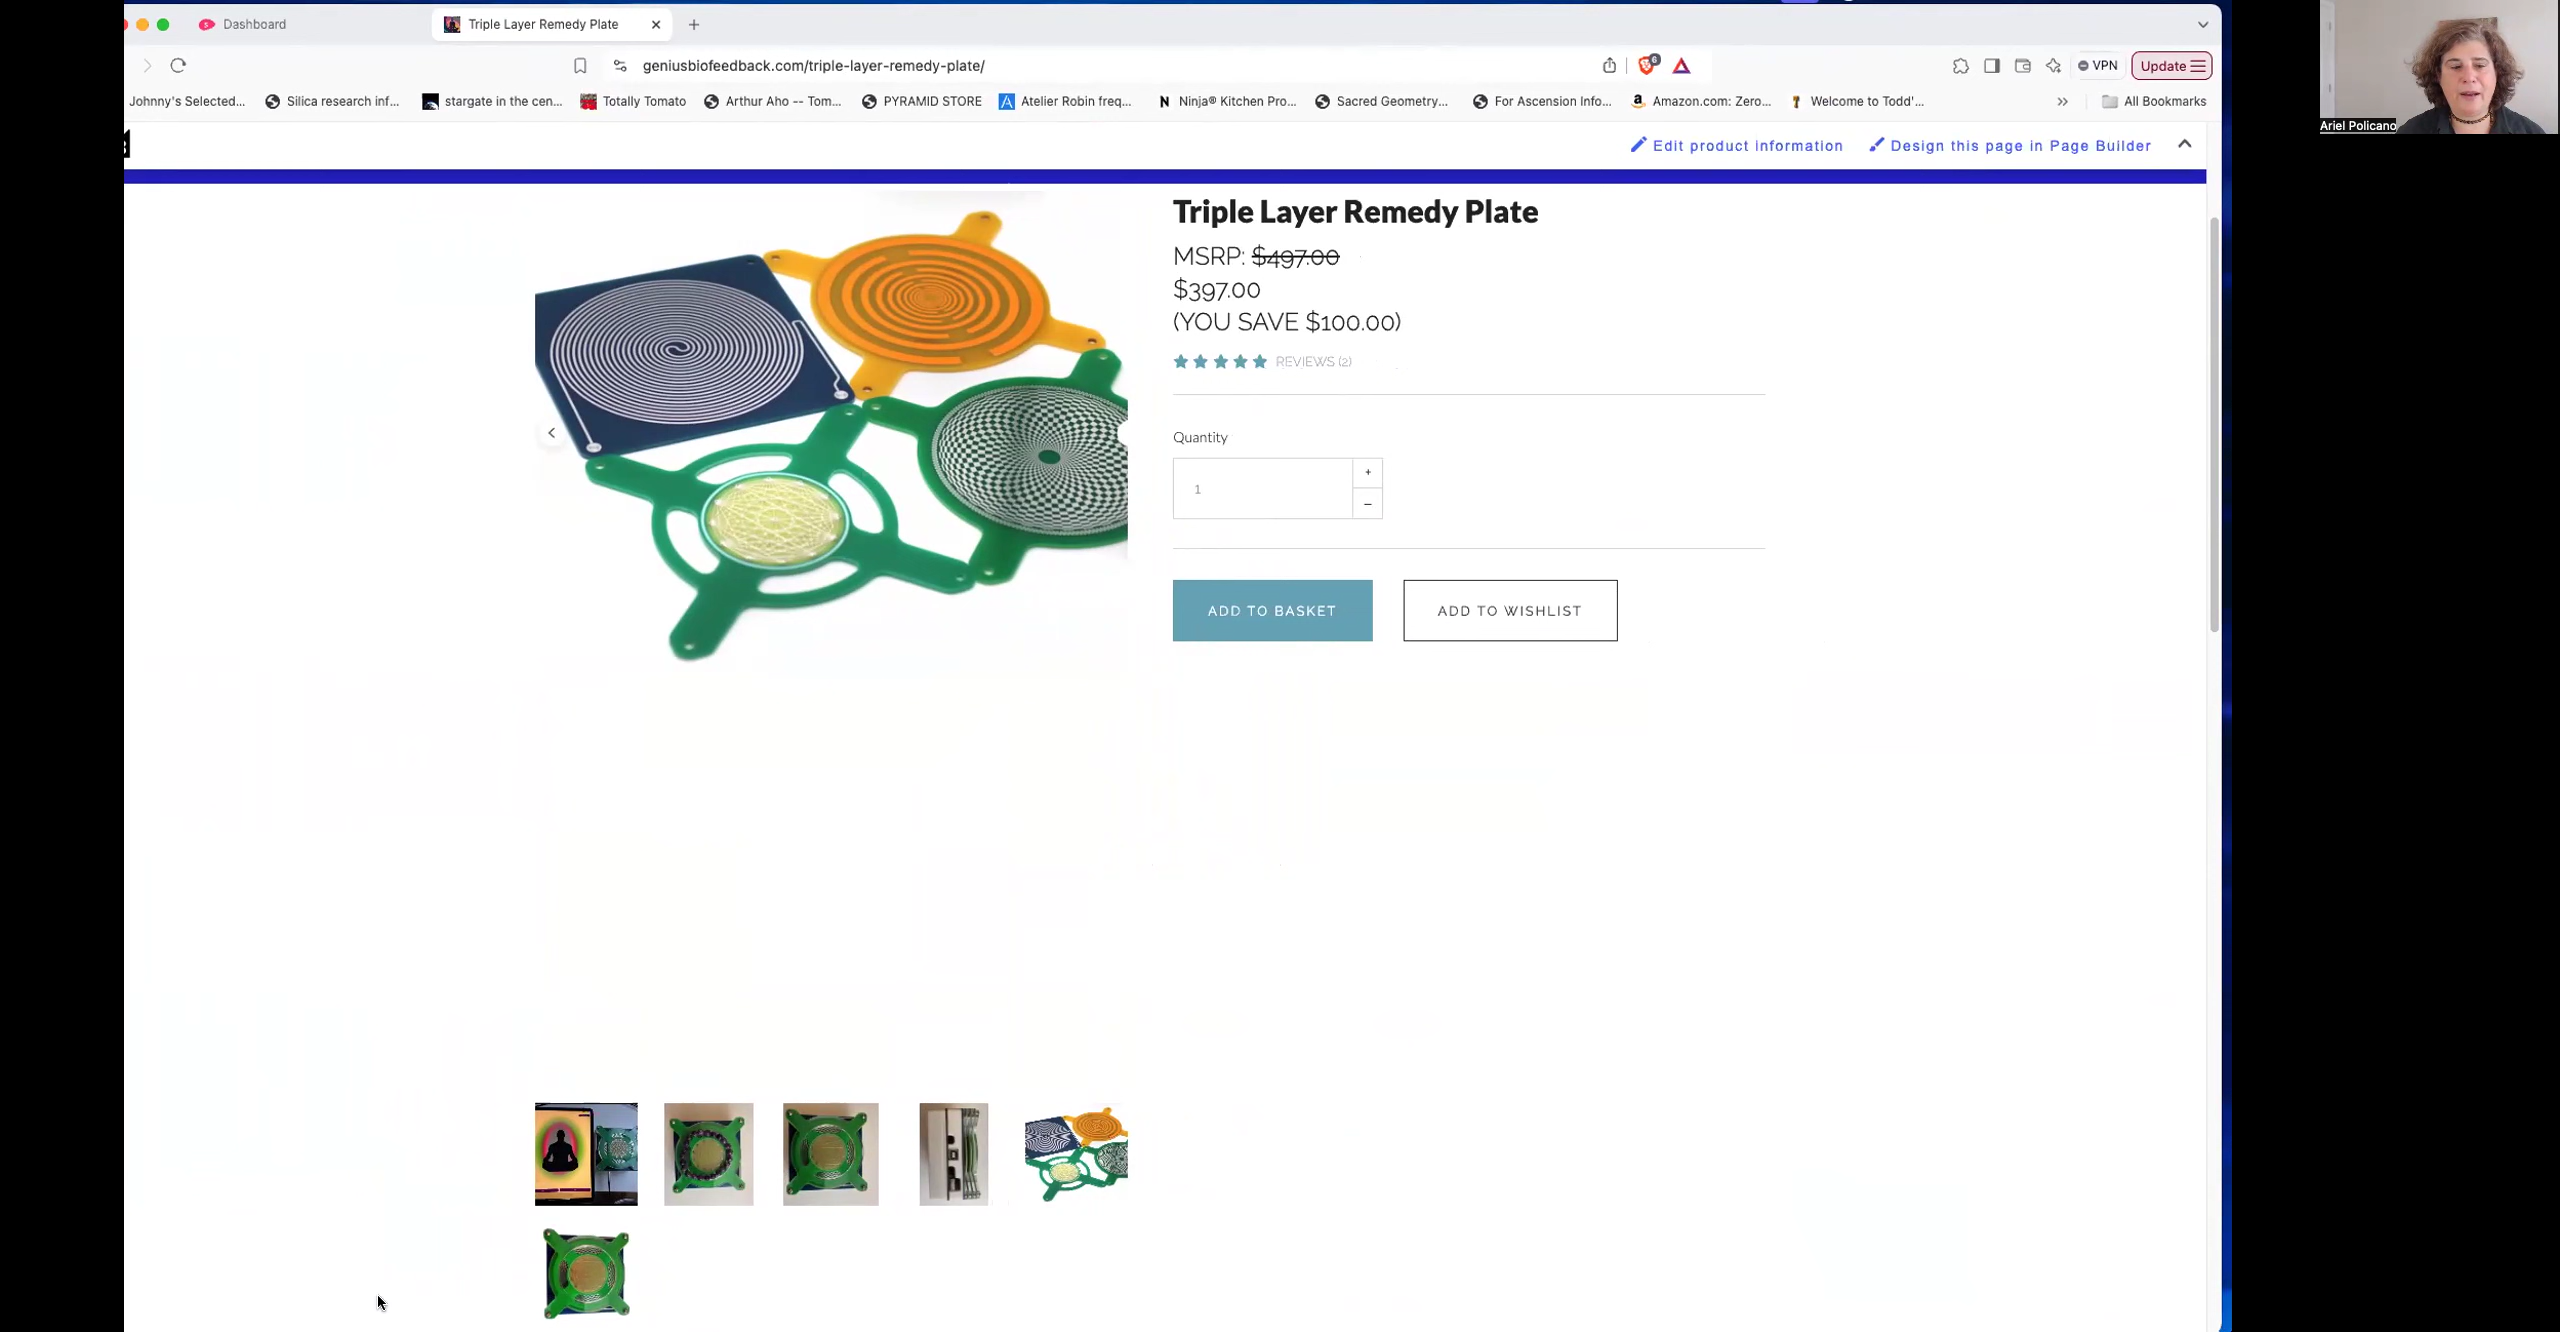 Dashboard
Triple Layer Remedy Plate
geniusbiofeedback.com/triple-layer-remedy-plate/
6
VPN
Update
Johnny's Selected...
Silica research inf...
stargate in the cen...
Totally Tomato
Arthur Aho -- Tom...
PYRAMID STORE
Atelier Robin freq...
Ninja® Kitchen Pro...
Sacred Geometry...
For Ascension Info...
Amazon.com: Zero...
Welcome to Todd'...
All Bookmarks
Ariel Policano
Edit product information
Design this page in Page Builder
Triple Layer Remedy Plate
MSRP: $497.00
$397.00
(YOU SAVE $100.00)
REVIEWS (2)
Quantity
1
ADD TO BASKET
ADD TO WISHLIST